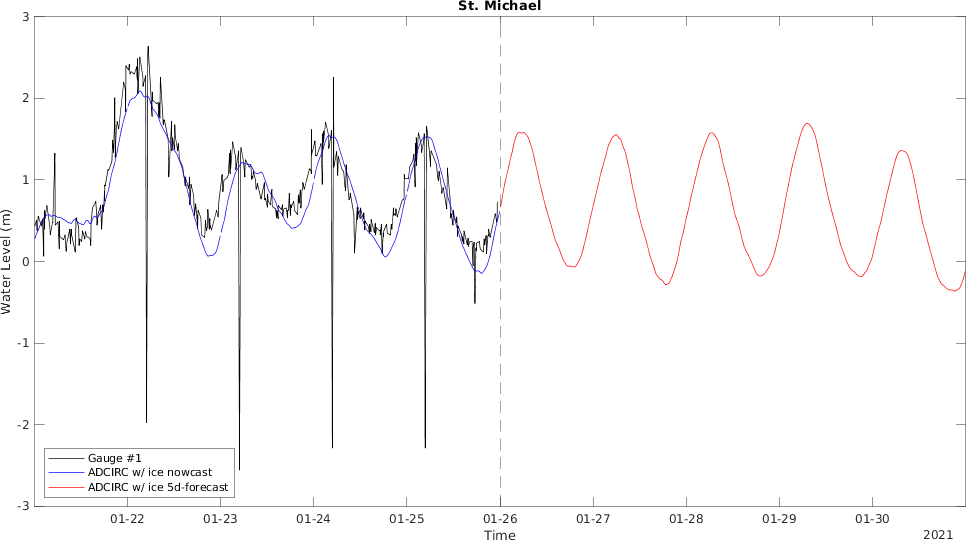 St. Michael
Water Level (m)
3
2
1
0
-1
-2
-3
Gauge #1
ADCIRC w/ ice nowcast
ADCIRC w/ ice 5d-forecast
01-22 01-23 01-24 01-25 01-26 01-27 01-28 01-29 01-30
Time
2021